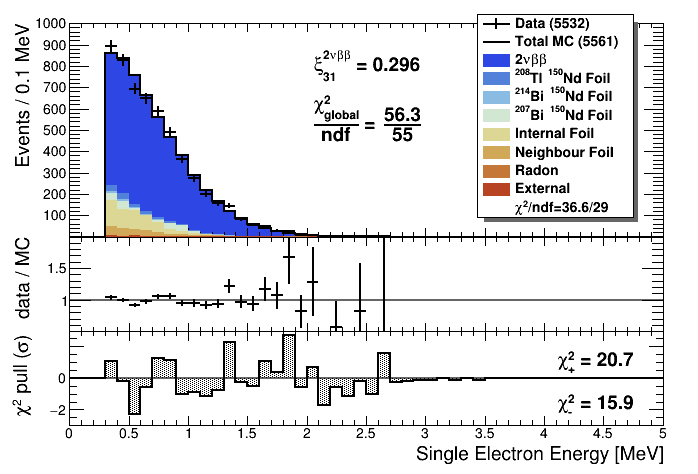 Events / 0.1 MeV
1000
900
800
700
600
500
400
300
200
100
ξ³¹ 2νββ = 0.296
χ² global / ndf = 56.3 / 55
Data (5532)
Total MC (5561)
2νββ
²⁰⁸Tl ¹⁵⁰Nd Foil
²¹⁴Bi ¹⁵⁰Nd Foil
²⁰⁷Bi ¹⁵⁰Nd Foil
Internal Foil
Neighbour Foil
Radon
External
χ²/ndf=36.6/29
data / MC
1.5
1
χ² pull (σ)
0
−2
χ²₊ = 20.7
χ²₋ = 15.9
0 0.5 1 1.5 2 2.5 3 3.5 4 4.5 5
Single Electron Energy [MeV]